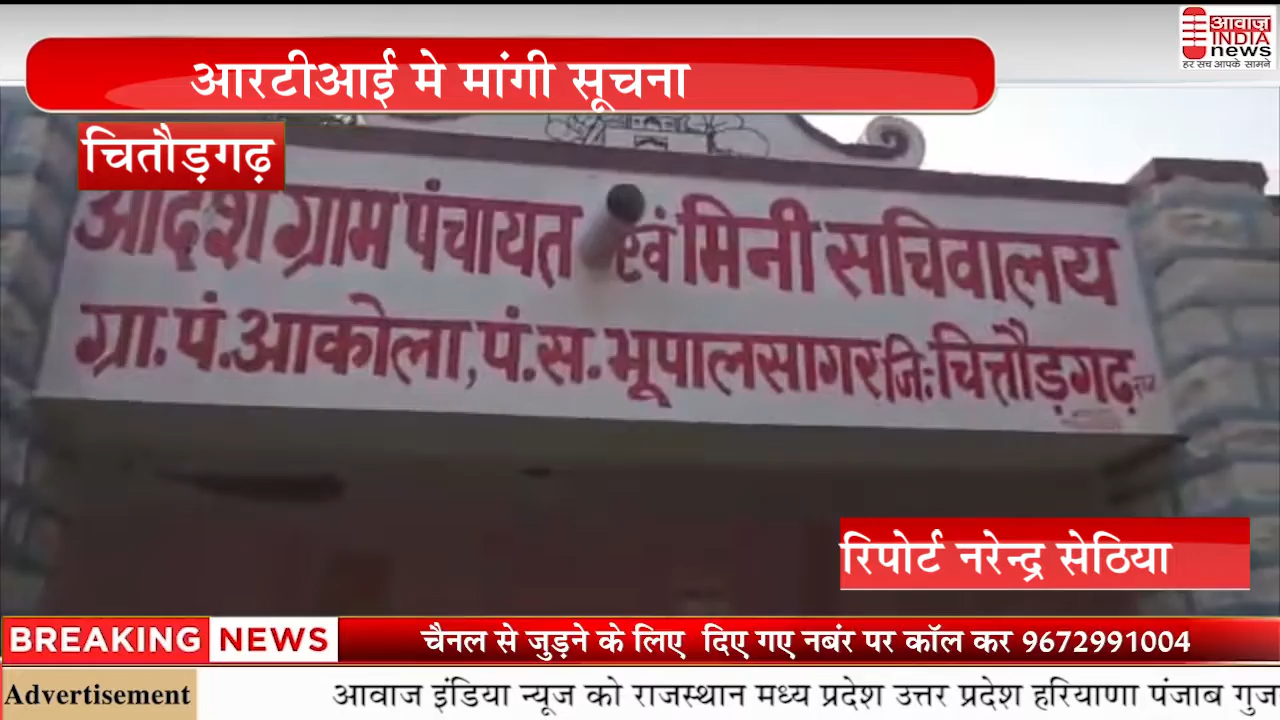 आवाज़
INDIA
news
हर सच आपके सामने
आरटीआई मे मांगी सूचना
चितौड़गढ़
आदर्श ग्राम पंचायत एवं मिनी सचिवालय
ग्रा.पं.आकोला,पं.स.भूपालसागर जि:चित्तौड़गढ़
रिपोर्ट नरेन्द्र सेठिया
BREAKING NEWS चैनल से जुड़ने के लिए दिए गए नबंर पर कॉल कर 9672991004
Advertisement आवाज इंडिया न्यूज को राजस्थान मध्य प्रदेश उत्तर प्रदेश हरियाणा पंजाब